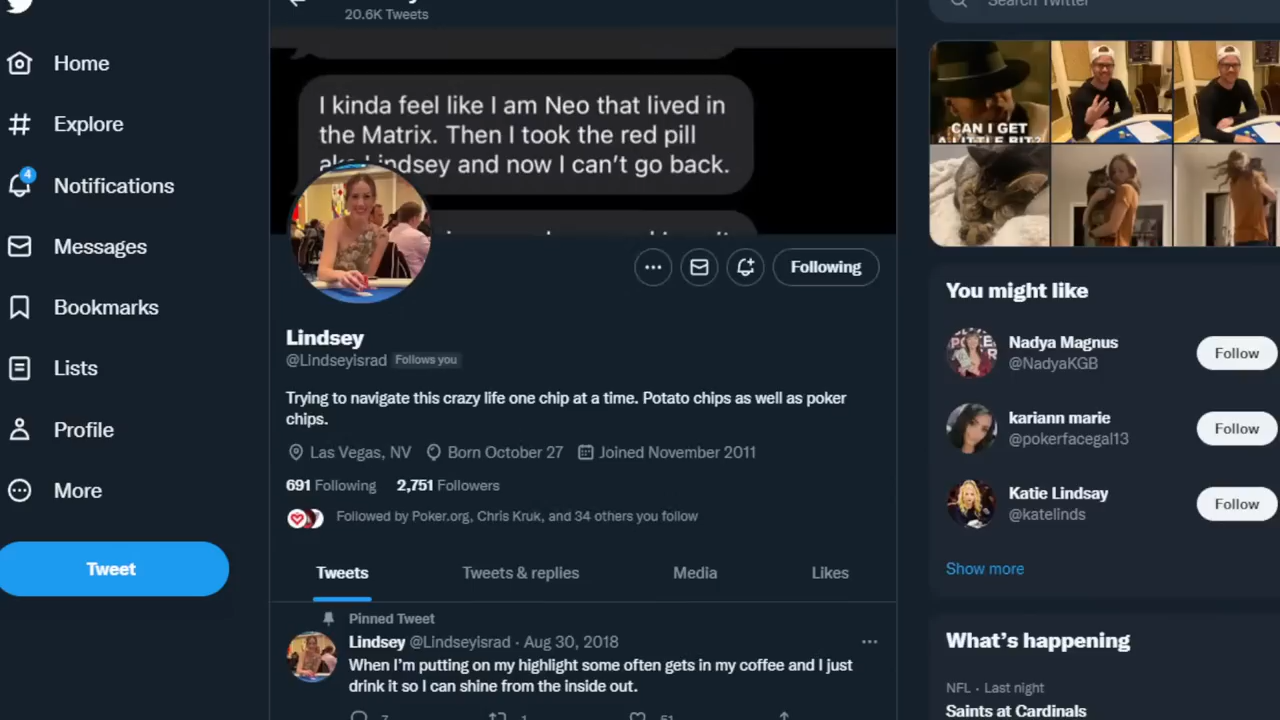 20.6K Tweets
Search Twitter
Home
Explore
4
Notifications
Messages
Bookmarks
Lists
Profile
More
Tweet
I kinda feel like I am Neo that lived in
the Matrix. Then I took the red pill
aka Lindsey and now I can't go back.
Following
Lindsey
@Lindseyisrad Follows you
Trying to navigate this crazy life one chip at a time. Potato chips as well as poker
chips.
Las Vegas, NV Born October 27 Joined November 2011
691 Following 2,751 Followers
Followed by Poker.org, Chris Kruk, and 34 others you follow
Tweets Tweets & replies Media Likes
Pinned Tweet
Lindsey @Lindseyisrad · Aug 30, 2018
When I'm putting on my highlight some often gets in my coffee and I just
drink it so I can shine from the inside out.
7 1 51
CAN I GET
A LITTLE BIT?
You might like
Nadya Magnus
@NadyaKGB
Follow
kariann marie
@pokerfacegal13
Follow
Katie Lindsay
@katelinds
Follow
Show more
What's happening
NFL · Last night
Saints at Cardinals